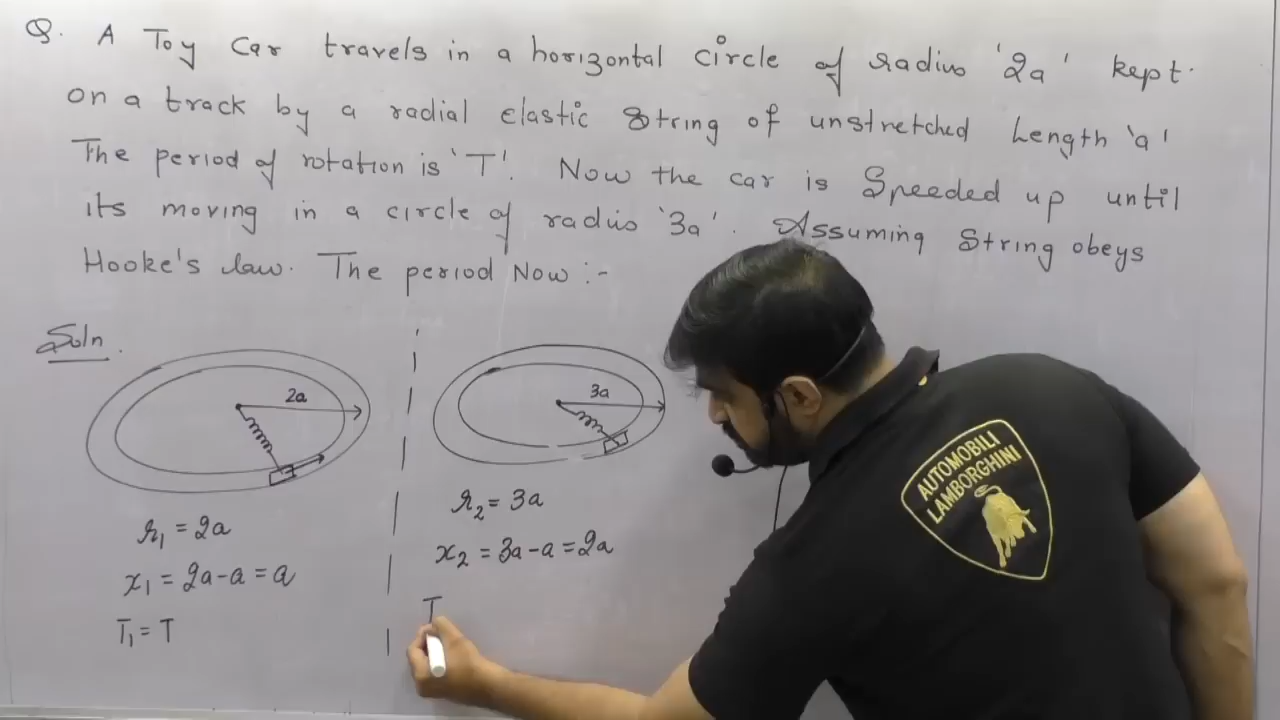 Q. A Toy Car travels in a horizontal circle of radius '2a' kept
on a track by a radial elastic String of unstretched Length 'a'
The period of rotation is 'T'. Now the car is Speeded up until
its moving in a circle of radius '3a'. Assuming String obeys
Hooke's law. The period Now :-
Soln.
2a
r₁ = 2a
x₁ = 2a-a = a
T₁ = T
3a
r₂ = 3a
x₂ = 3a-a = 2a
T
AUTOMOBILI
LAMBORGHINI